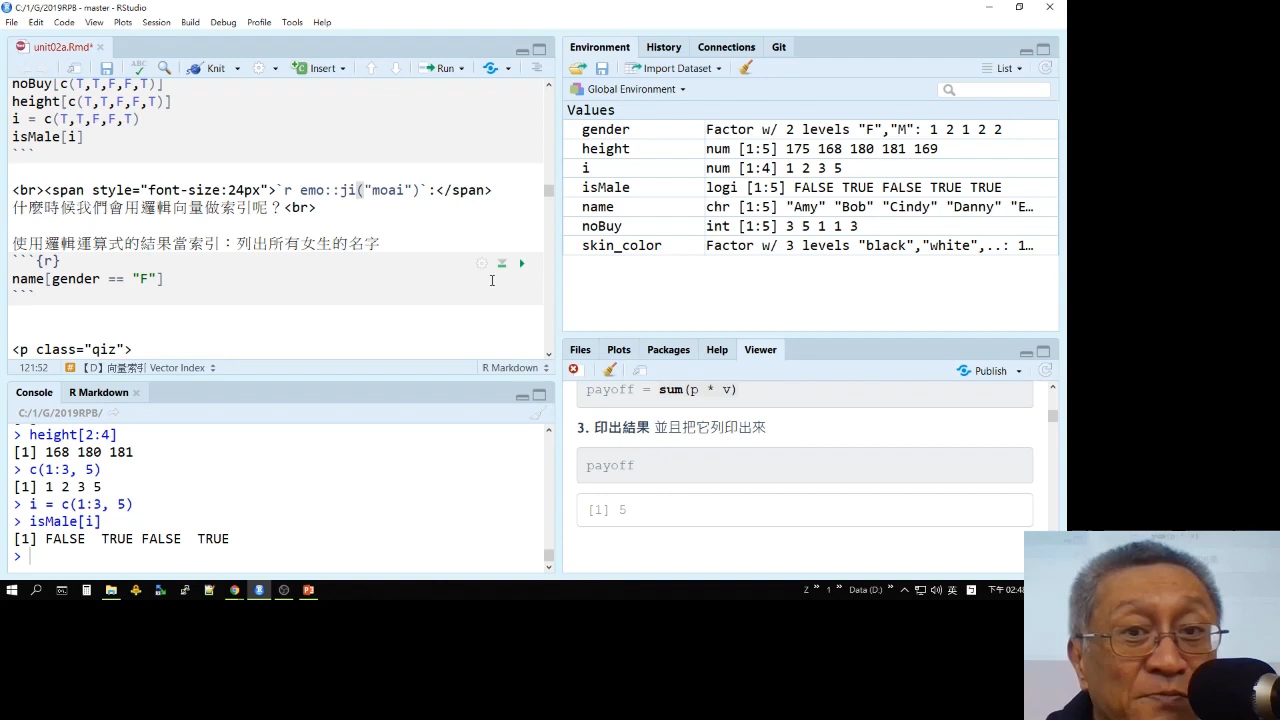 C:/1/G/2019RPB - master - RStudio
File Edit Code View Plots Session Build Debug Profile Tools Help
unit02a.Rmd*
Knit Insert Run
noBuy[c(T,T,F,F,T)]
height[c(T,T,F,F,T)]
i = c(T,T,F,F,T)
isMale[i]
```
<br><span style="font-size:24px">`r emo::ji("moai")`:</span>
什麼時候我們會用邏輯向量做索引呢？<br>
使用邏輯運算式的結果當索引：列出所有女生的名字
```{r}
name[gender == "F"]
```
<p class="qiz">
121:52 【D】向量索引 Vector Index R Markdown
Console R Markdown
C:/1/G/2019RPB/
> height[2:4]
[1] 168 180 181
> c(1:3, 5)
[1] 1 2 3 5
> i = c(1:3, 5)
> isMale[i]
[1] FALSE TRUE FALSE TRUE
>
Environment History Connections Git
Import Dataset List
Global Environment
Values
gender Factor w/ 2 levels "F","M": 1 2 1 2 2
height num [1:5] 175 168 180 181 169
i num [1:4] 1 2 3 5
isMale logi [1:5] FALSE TRUE FALSE TRUE TRUE
name chr [1:5] "Amy" "Bob" "Cindy" "Danny" "E…
noBuy int [1:5] 3 5 1 1 3
skin_color Factor w/ 3 levels "black","white",..: 1…
Files Plots Packages Help Viewer
Publish
payoff = sum(p * v)
3. 印出結果 並且把它列印出來
payoff
[1] 5
Z » 1 » Data (D:) » 英 下午 02:48